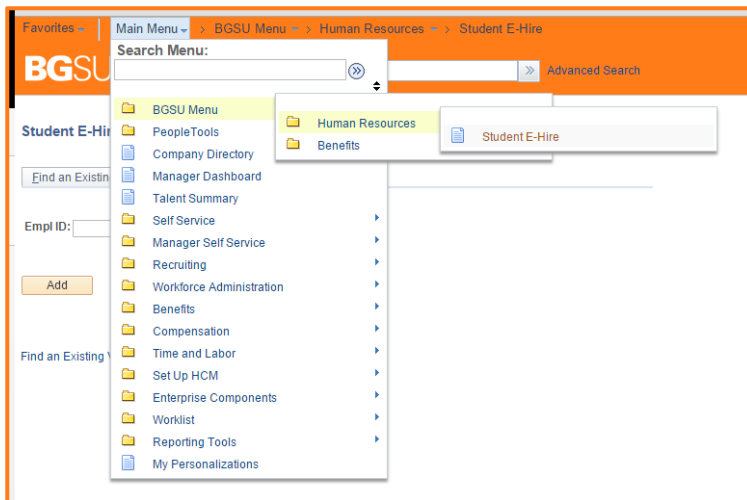 Favorites Main Menu > BGSU Menu > Human Resources > Student E-Hire
Search Menu:
BGSU
» Advanced Search
BGSU Menu
PeopleTools
Company Directory
Manager Dashboard
Talent Summary
Self Service
Manager Self Service
Recruiting
Workforce Administration
Benefits
Compensation
Time and Labor
Set Up HCM
Enterprise Components
Worklist
Reporting Tools
My Personalizations
Human Resources
Benefits
Student E-Hire
Student E-Hir
Find an Existin
Empl ID:
Add
Find an Existing